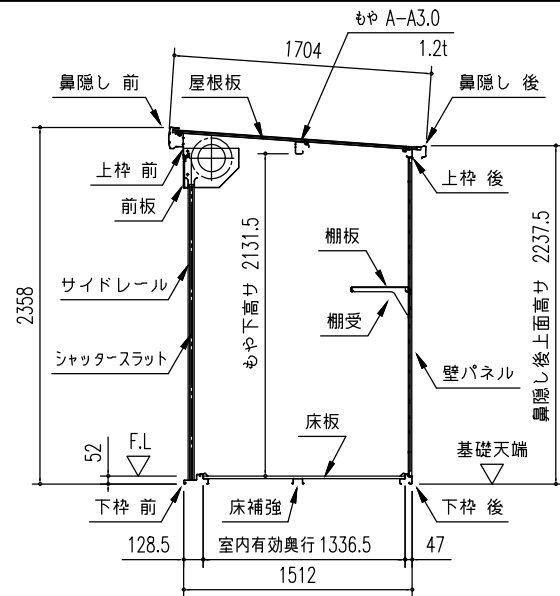 もや A-A3.0
1704
1.2t
鼻隠し 前
屋根板
鼻隠し 後
上枠 前
上枠 後
前板
棚板
サイドレール
もや下高サ 2131.5
鼻隠し後上面高サ 2237.5
2358
棚受
シャッタースラット
壁パネル
床板
F.L
52
基礎天端
下枠 前
床補強
下枠 後
128.5
室内有効奥行1336.5
47
1512